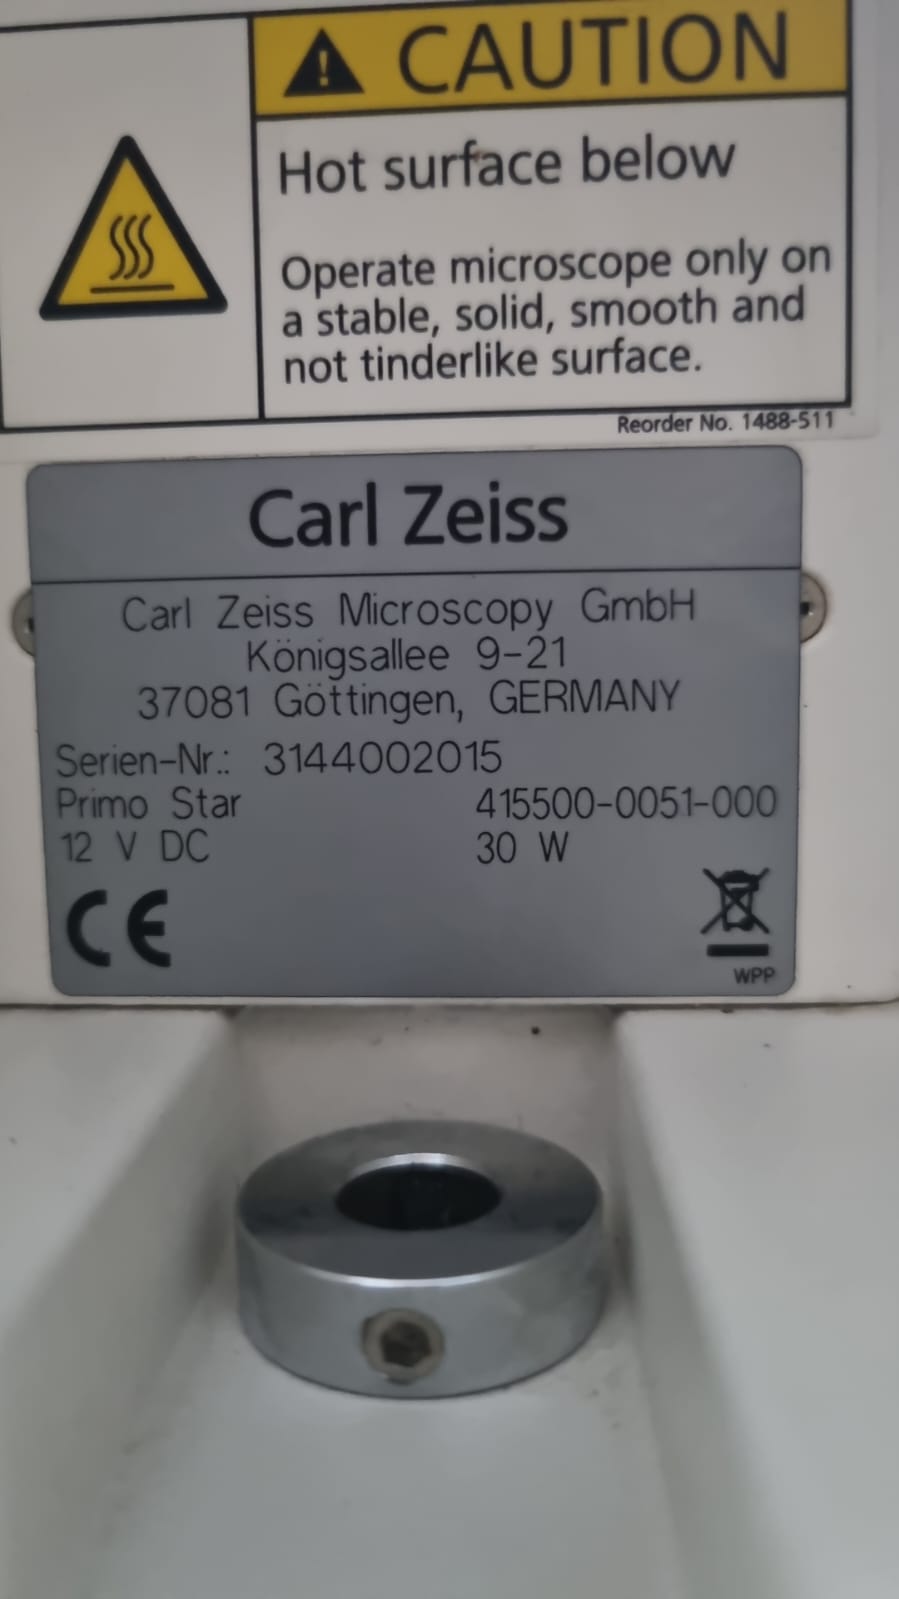 CAUTION
Hot surface below
Operate microscope only on
a stable, solid, smooth and
not tinderlike surface.
Reorder No. 1488-511
Carl Zeiss
Carl Zeiss Microscopy GmbH
Königsallee 9-21
37081 Göttingen, GERMANY
Serien-Nr.: 3144002015
Primo Star 415500-0051-000
12 V DC 30 W
CE
WPP